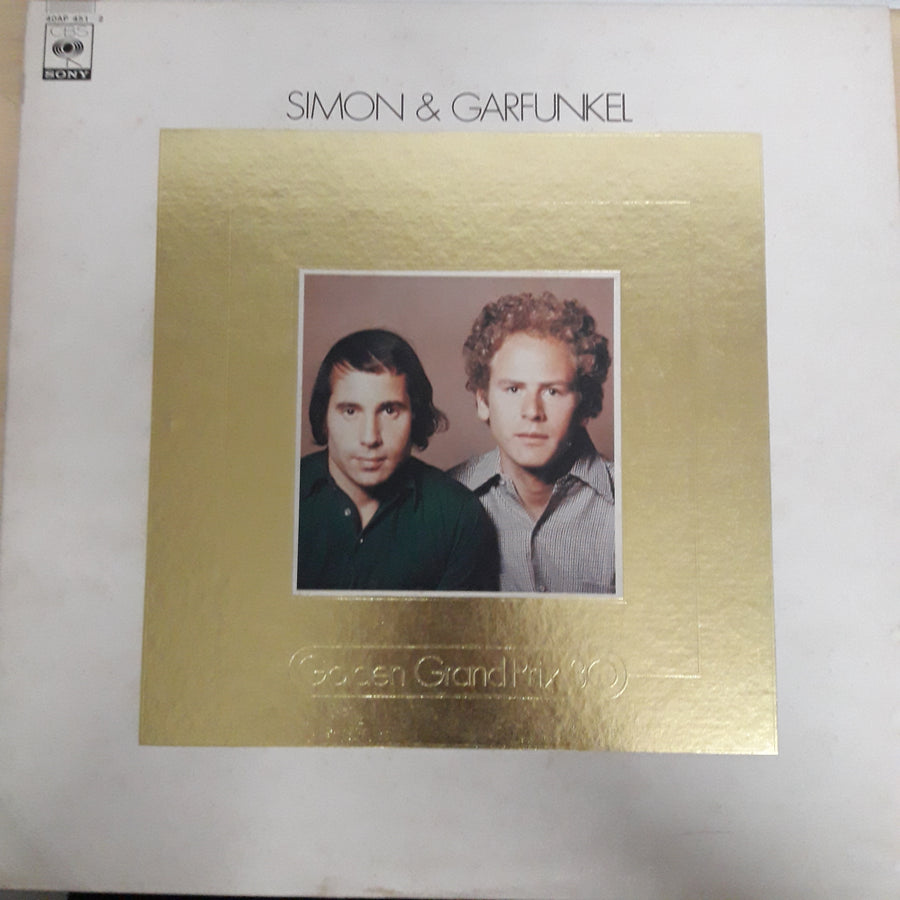 40AP 451 2
CBS
SONY
SIMON & GARFUNKEL
Golden Grand Prix 30